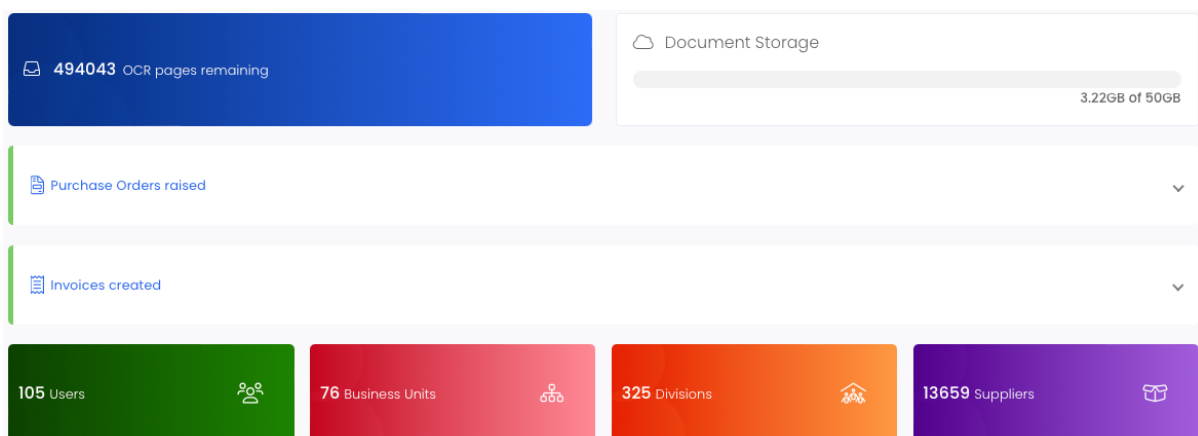 494043 OCR pages remaining
Document Storage
3.22GB of 50GB
Purchase Orders raised
Invoices created
105 Users
76 Business Units
325 Divisions
13659 Suppliers